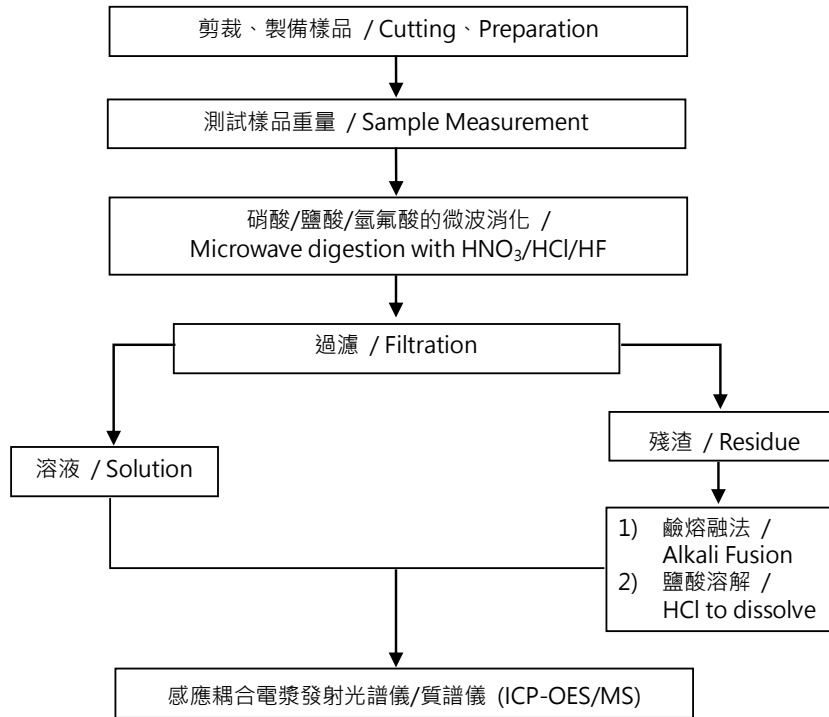 剪裁、製備樣品 / Cutting、Preparation
測試樣品重量 / Sample Measurement
硝酸/鹽酸/氫氟酸的微波消化 /
Microwave digestion with HNO₃/HCl/HF
過濾 / Filtration
溶液 / Solution
殘渣 / Residue
1) 鹼熔融法 /
Alkali Fusion
2) 鹽酸溶解 /
HCl to dissolve
感應耦合電漿發射光譜儀/質譜儀 (ICP-OES/MS)